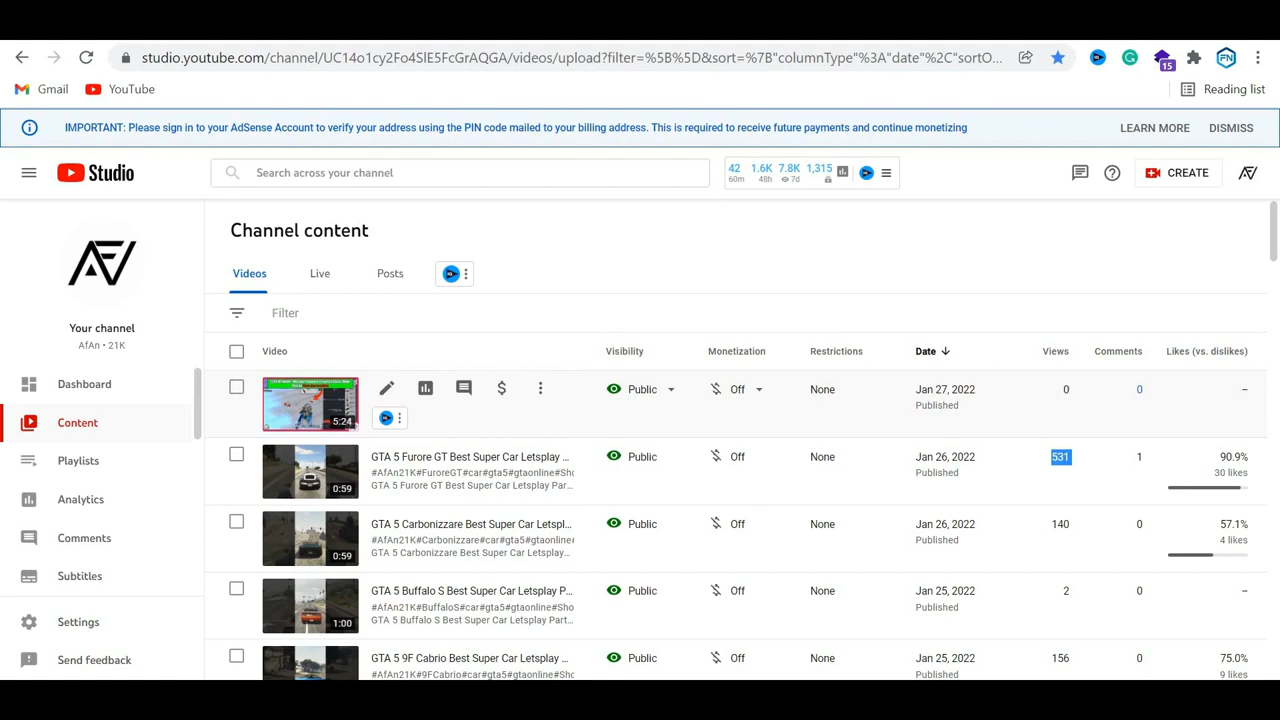 studio.youtube.com/channel/UC14o1cy2Fo4SlE5FcGrAQGA/videos/upload?filter=%5B%5D&sort=%7B"columnType"%3A"date"%2C"sortO...
Gmail YouTube Reading list
15
IMPORTANT: Please sign in to your AdSense Account to verify your address using the PIN code mailed to your billing address. This is required to receive future payments and continue monetizing LEARN MORE DISMISS
Studio Search across your channel 42 1.6K 7.8K 1,315 CREATE
60m 48h 7d
Channel content
Videos Live Posts
Your channel
AfAn • 21K
Filter
Video Visibility Monetization Restrictions Date Views Comments Likes (vs. dislikes)
Dashboard
Content
Playlists
Analytics
Comments
Subtitles
Settings
Send feedback
5:24 Public Off None Jan 27, 2022 0 0 –
Published
GTA 5 Furore GT Best Super Car Letsplay ... Public Off None Jan 26, 2022 531 1 90.9%
#AfAn21K#FuroreGT#car#gta5#gtaonline#Sho Published 30 likes
0:59 GTA 5 Furore GT Best Super Car Letsplay Par...
GTA 5 Carbonizzare Best Super Car Letspl... Public Off None Jan 26, 2022 140 0 57.1%
#AfAn21K#Carbonizzare#car#gta5#gtaonline# Published 4 likes
0:59 GTA 5 Carbonizzare Best Super Car Letsplay...
GTA 5 Buffalo S Best Super Car Letsplay P... Public Off None Jan 25, 2022 2 0 –
#AfAn21K#BuffaloS#car#gta5#gtaonline#Sho Published
1:00 GTA 5 Buffalo S Best Super Car Letsplay Part...
GTA 5 9F Cabrio Best Super Car Letsplay ... Public Off None Jan 25, 2022 156 0 75.0%
#AfAn21K#9FCabrio#car#gta5#gtaonline#Sho Published 9 likes